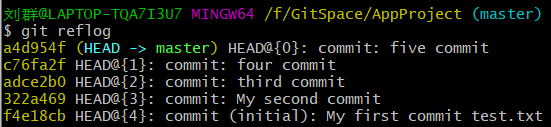 刘群@LAPTOP-TQA7I3U7 MINGW64 /f/GitSpace/AppProject (master)
$ git reflog
a4d954f (HEAD -> master) HEAD@{0}: commit: five commit
c76fa2f HEAD@{1}: commit: four commit
adce2b0 HEAD@{2}: commit: third commit
322a469 HEAD@{3}: commit: My second commit
f4e18cb HEAD@{4}: commit (initial): My first commit test.txt